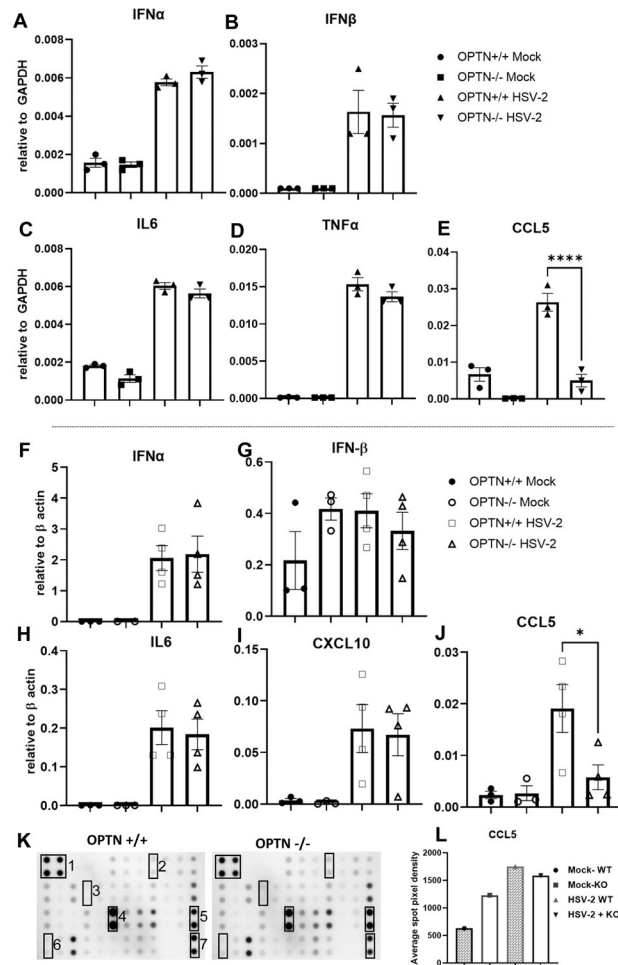 A
IFNα
relative to GAPDH
0.008
0.006
0.004
0.002
0.000
B
IFNβ
0.003
0.002
0.001
0.000
OPTN+/+ Mock
OPTN-/- Mock
OPTN+/+ HSV-2
OPTN-/- HSV-2
C
IL6
relative to GAPDH
0.008
0.006
0.004
0.002
0.000
D
TNFα
0.020
0.015
0.010
0.005
0.000
E
CCL5
0.04
0.03
0.02
0.01
0.00
****
F
IFNα
relative to β actin
5
4
3
2
1
0
G
IFN-β
0.6
0.4
0.2
0.0
OPTN+/+ Mock
OPTN-/- Mock
OPTN+/+ HSV-2
OPTN-/- HSV-2
H
IL6
relative to β actin
0.4
0.3
0.2
0.1
0.0
I
CXCL10
0.15
0.10
0.05
0.00
J
CCL5
0.03
0.02
0.01
0.00
*
K
OPTN +/+
OPTN -/-
1
2
3
4
5
6
7
L
CCL5
Average spot pixel density
2000
1500
1000
500
0
Mock- WT
Mock-KO
HSV-2 WT
HSV-2 + KO